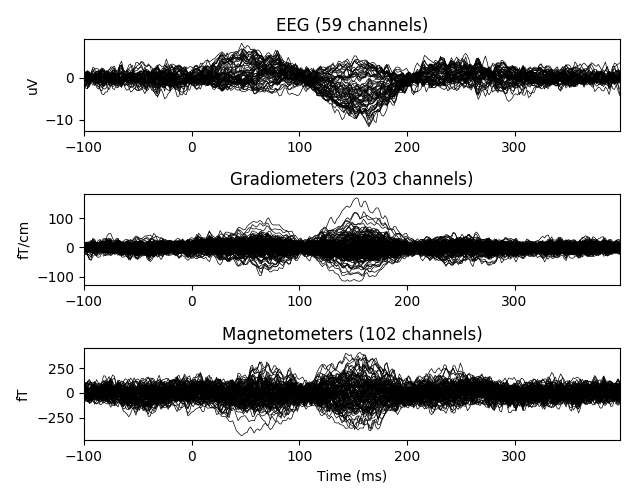 EEG (59 channels)
uV
0
−10
−100 0 100 200 300
Gradiometers (203 channels)
fT/cm
100
0
−100
−100 0 100 200 300
Magnetometers (102 channels)
fT
250
0
−250
−100 0 100 200 300
Time (ms)